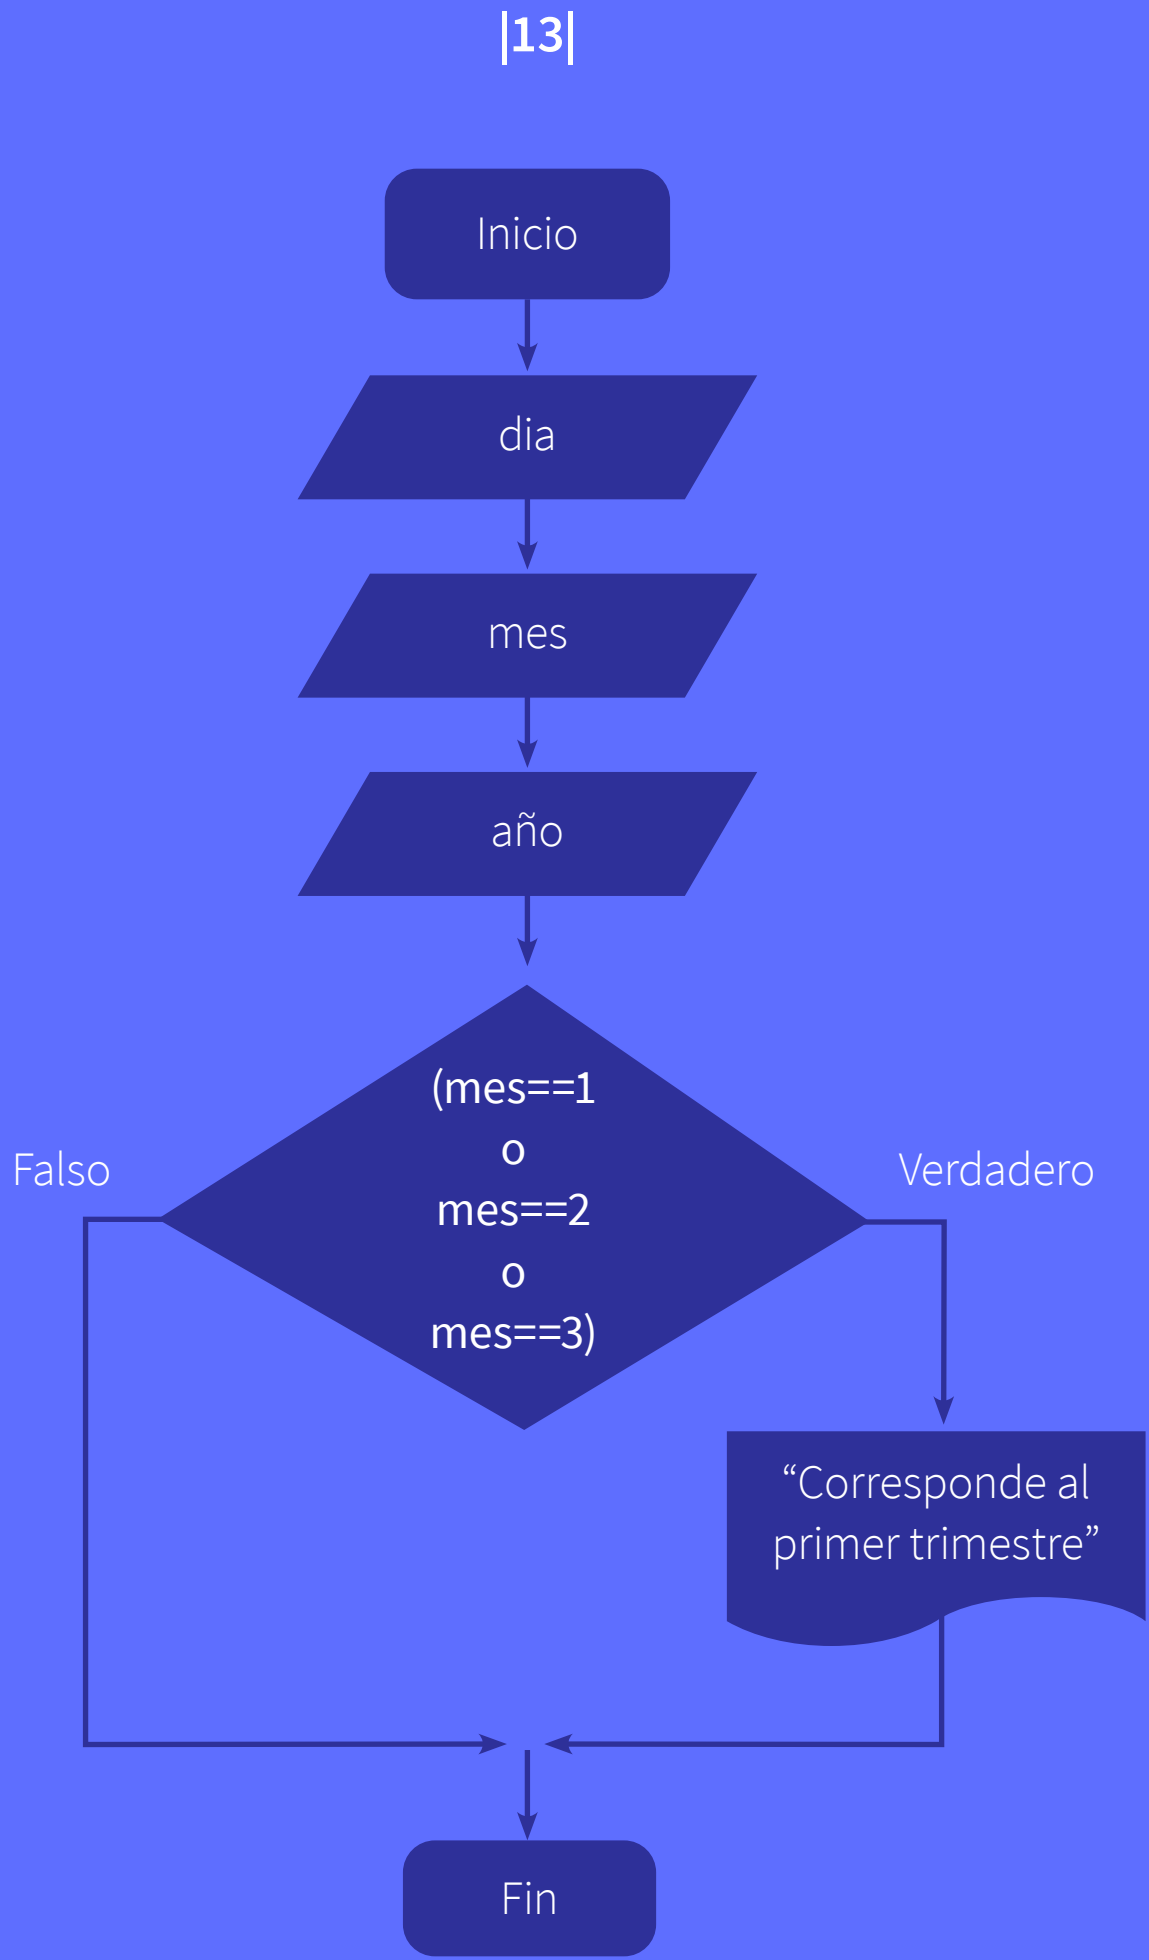 |13|
Inicio
dia
mes
año
(mes==1
o
mes==2
o
mes==3)
Falso
Verdadero
“Corresponde al
primer trimestre”
Fin